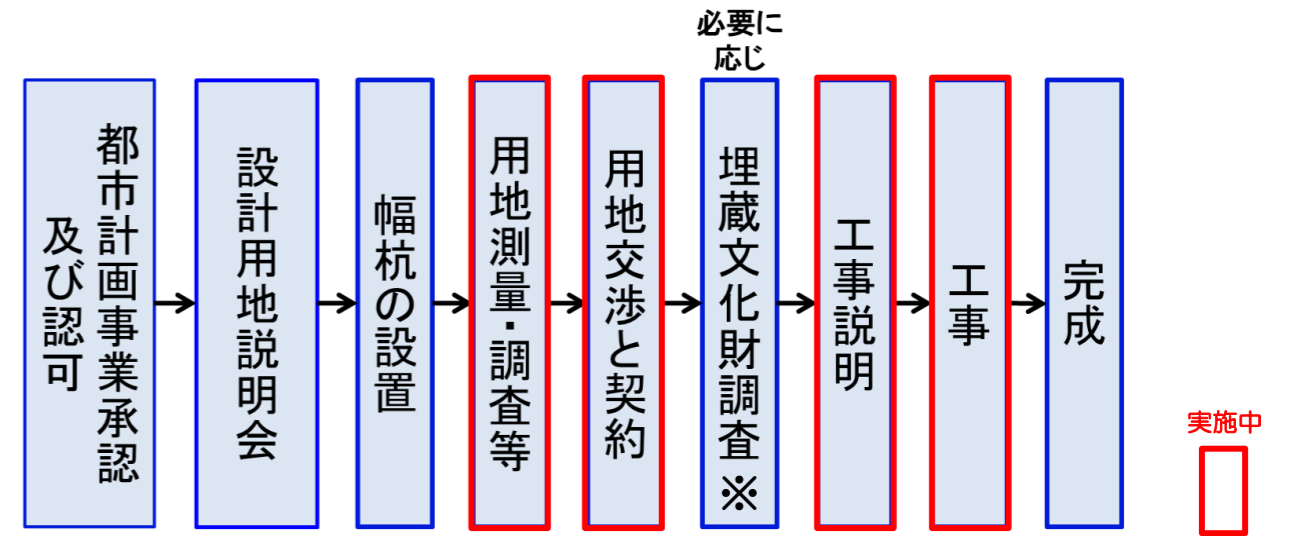 都市計画事業承認
及び認可
設計用地説明会
幅杭の設置
用地測量・調査等
用地交渉と契約
必要に
応じ
埋蔵文化財調査※
工事説明
工事
完成
実施中